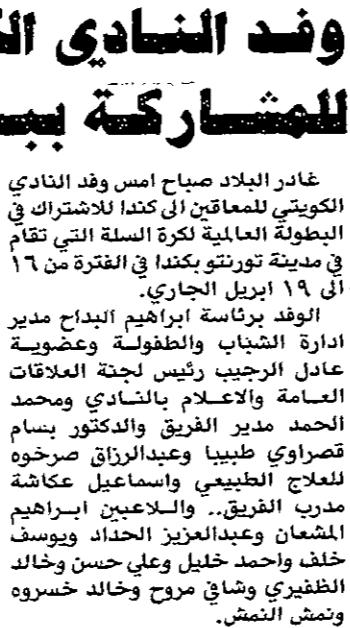 وفد النادي
للمشاركة
غادر البلاد صباح امس وفد النادي
الكويتي للمعاقين الى كندا للاشتراك في
البطولة العالمية لكرة السلة التي تقام
في مدينة تورنتو بكندا في الفترة من ١٦
الى ١٩ ابريل الجاري.
الوفد برئاسة ابراهيم البداح مدير
ادارة الشباب والطفولة وعضوية
عادل الرجيب رئيس لجنة العلاقات
العامة والاعلام بالنادي ومحمد
الحمد مدير الفريق والدكتور بسام
قصراوي طبيبا وعبدالرزاق صرخوه
للعلاج الطبيعي واسماعيل عكاشة
مدرب الفريق.. واللاعبين ابراهيم
المشعان وعبدالعزيز الحداد ويوسف
خلف واحمد خليل وعلي حسن وخالد
الظفيري وشافي مروح وخالد خسروه
ونمش النمش.